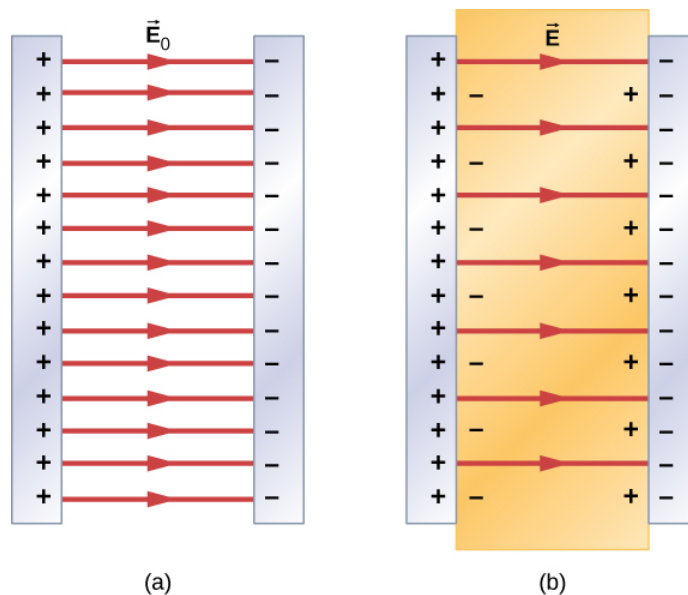 E⃗₀
E⃗
+ − + −
+ − + − + −
+ − + −
+ − + − + −
+ − + −
+ − + − + −
+ − + −
+ − + − + −
+ − + −
+ − + − + −
+ − + −
+ − + − + −
+ − + −
+ − + − + −
(a)
(b)